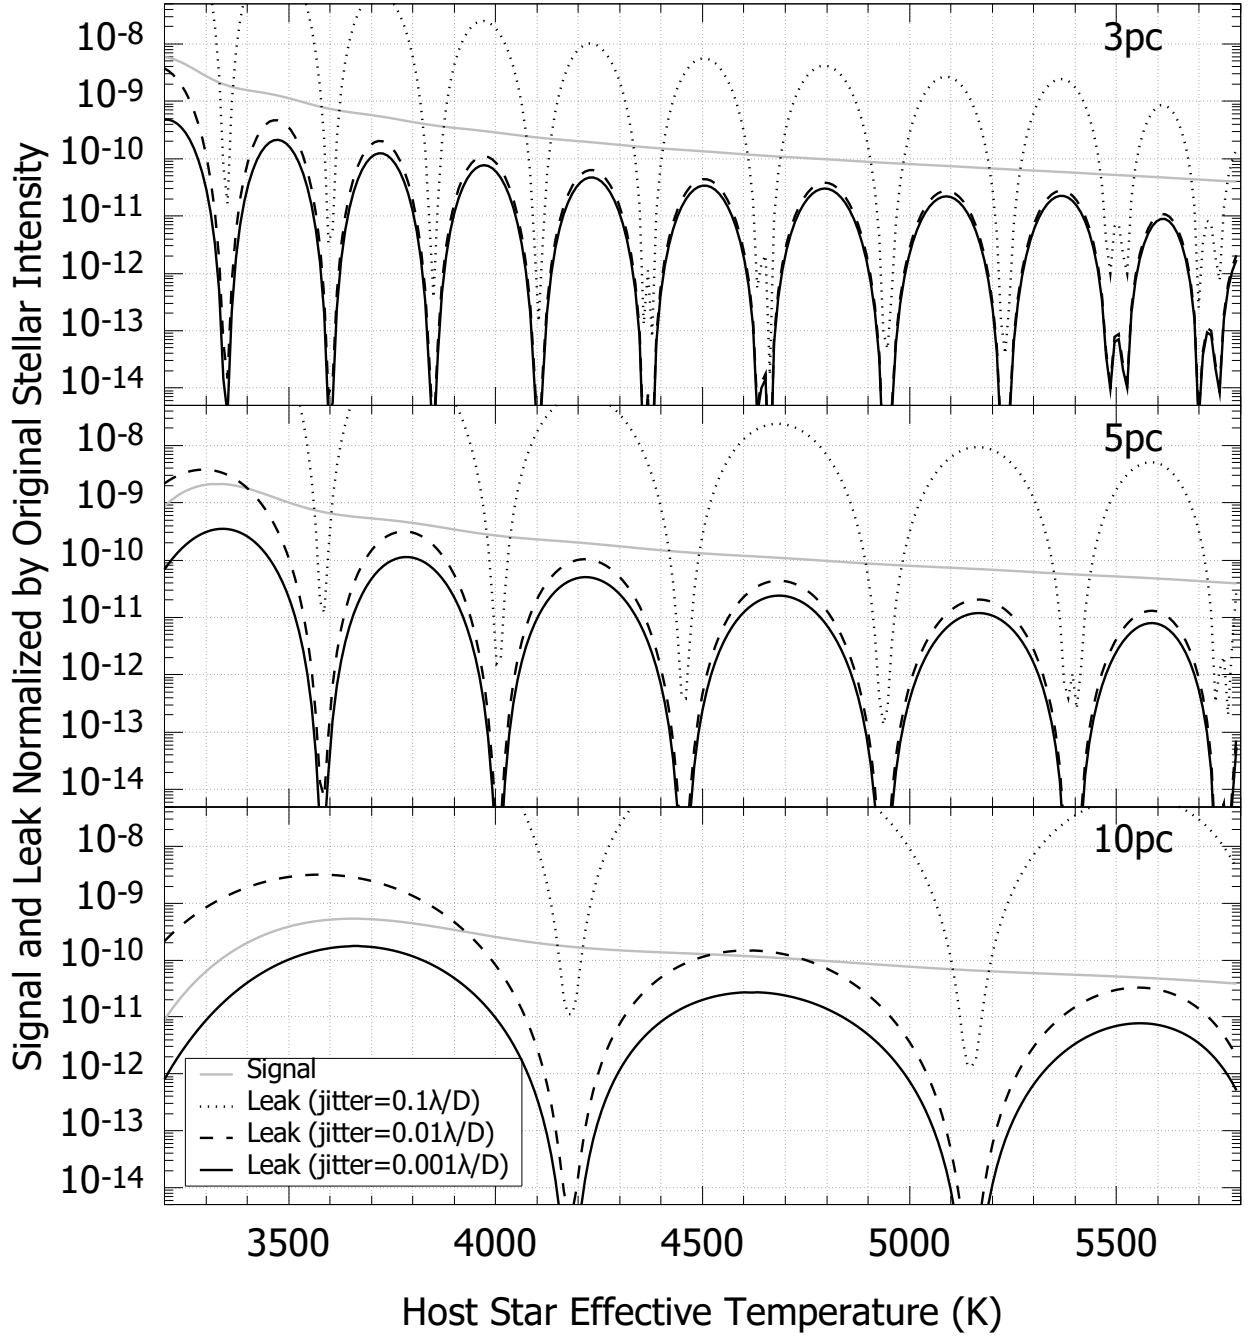 Signal and Leak Normalized by Original Stellar Intensity
3pc
10-8
10-9
10-10
10-11
10-12
10-13
10-14
5pc
10-8
10-9
10-10
10-11
10-12
10-13
10-14
10pc
10-8
10-9
10-10
10-11
10-12
10-13
10-14
Signal
Leak (jitter=0.1λ/D)
Leak (jitter=0.01λ/D)
Leak (jitter=0.001λ/D)
3500 4000 4500 5000 5500
Host Star Effective Temperature (K)